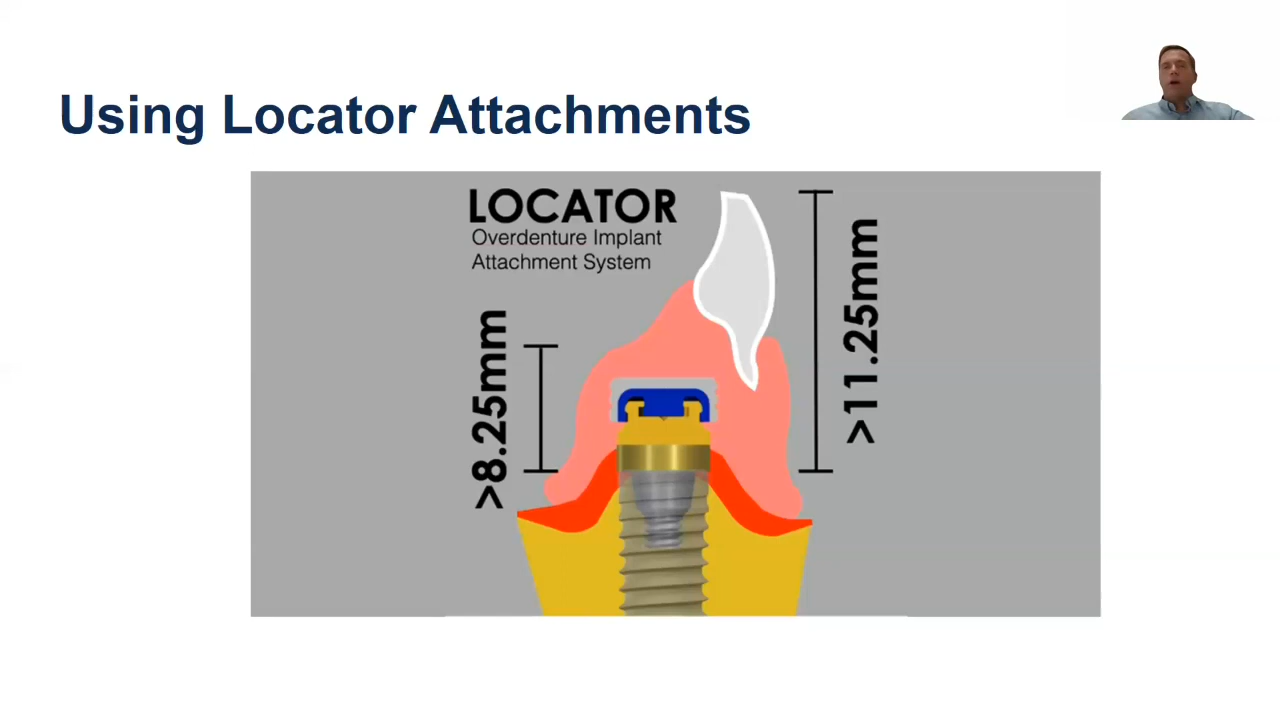 Using Locator Attachments
LOCATOR
Overdenture Implant
Attachment System
>8.25mm
>11.25mm